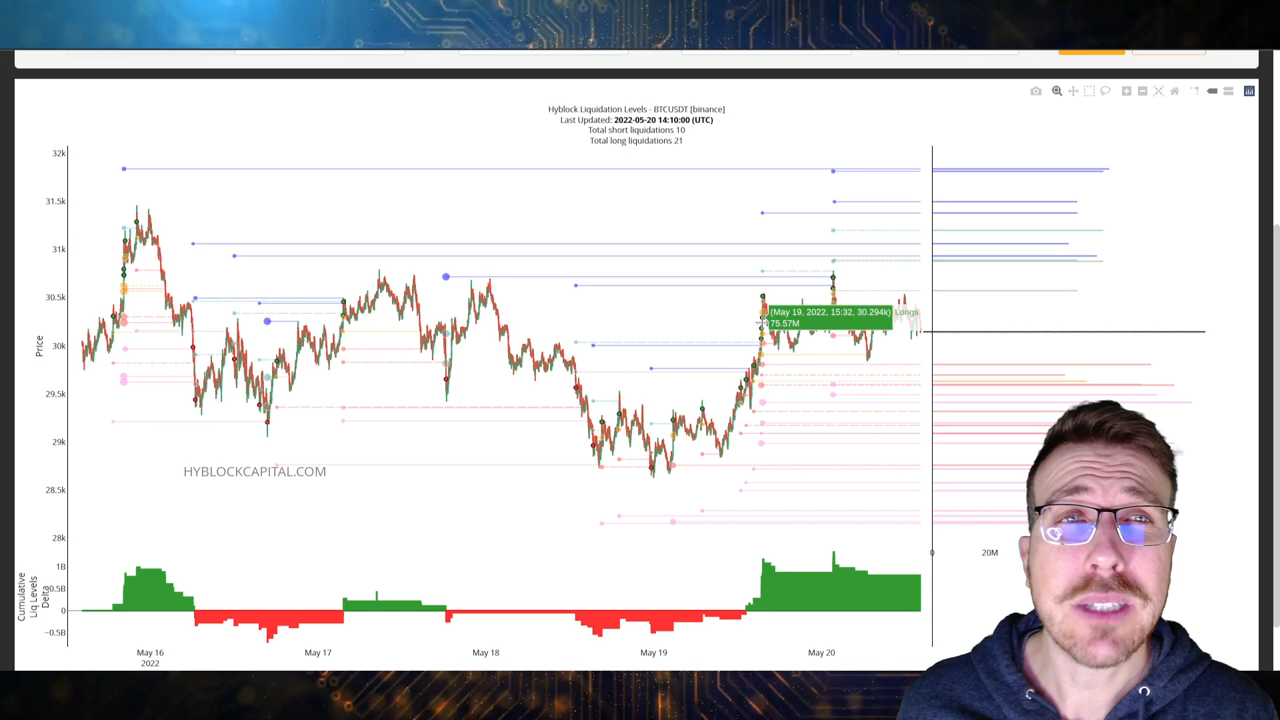 Hyblock Liquidation Levels - BTCUSDT [binance]
Last Updated: 2022-05-20 14:10:00 (UTC)
Total short liquidations 10
Total long liquidations 21
32k
31.5k
31k
30.5k
30k
29.5k
29k
28.5k
28k
Price
(May 19, 2022, 15:32, 30.294k) Longs
75.57M
HYBLOCKCAPITAL.COM
0
20M
1B
0.5B
0
−0.5B
Cumulative
Liq Levels
Delta
May 16
2022
May 17
May 18
May 19
May 20